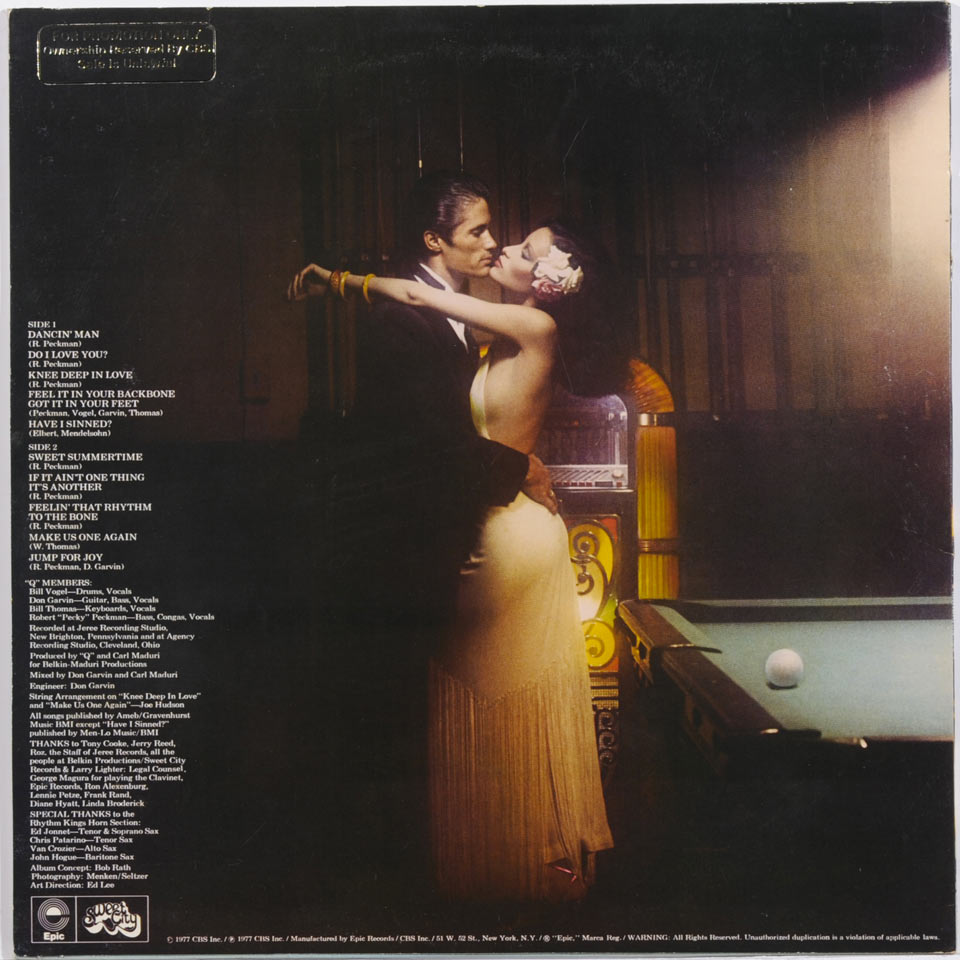 FOR PROMOTION ONLY
Ownership Reserved By CBS
Sale Is Unlawful
SIDE 1
DANCIN' MAN
(R. Peckman)
DO I LOVE YOU?
(R. Peckman)
KNEE DEEP IN LOVE
(R. Peckman)
FEEL IT IN YOUR BACKBONE
GOT IT IN YOUR FEET
(Peckman, Vogel, Garvin, Thomas)
HAVE I SINNED?
(Elbert, Mendelsohn)
SIDE 2
SWEET SUMMERTIME
(R. Peckman)
IF IT AIN'T ONE THING
IT'S ANOTHER
(R. Peckman)
FEELIN' THAT RHYTHM
TO THE BONE
(R. Peckman)
MAKE US ONE AGAIN
(W. Thomas)
JUMP FOR JOY
(R. Peckman, D. Garvin)
"Q" MEMBERS:
Bill Vogel—Drums, Vocals
Don Garvin—Guitar, Bass, Vocals
Bill Thomas—Keyboards, Vocals
Robert "Pecky" Peckman—Bass, Congas, Vocals
Recorded at Jeree Recording Studio,
New Brighton, Pennsylvania and at Agency
Recording Studio, Cleveland, Ohio
Produced by "Q" and Carl Maduri
for Belkin-Maduri Productions
Mixed by Don Garvin and Carl Maduri
Engineer: Don Garvin
String Arrangement on "Knee Deep In Love"
and "Make Us One Again"—Joe Hudson
All songs published by Ameb/Gravenhurst
Music BMI except "Have I Sinned?"
published by Men-Lo Music/BMI
THANKS to Tony Cooke, Jerry Reed,
Roz, the Staff of Jeree Records, all the
people at Belkin Productions/Sweet City
Records & Larry Lighter: Legal Counsel,
George Magura for playing the Clavinet,
Epic Records, Ron Alexenburg,
Lennie Petze, Frank Rand,
Diane Hyatt, Linda Broderick
SPECIAL THANKS to the
Rhythm Kings Horn Section:
Ed Jonnet—Tenor & Soprano Sax
Chris Patarino—Tenor Sax
Van Crozier—Alto Sax
John Hogue—Baritone Sax
Album Concept: Bob Rath
Photography: Menken/Seltzer
Art Direction: Ed Lee
Epic
Sweet City
© 1977 CBS Inc. / ℗ 1977 CBS Inc. / Manufactured by Epic Records / CBS Inc. / 51 W. 52 St., New York, N.Y. / ® "Epic," Marca Reg. / WARNING: All Rights Reserved. Unauthorized duplication is a violation of applicable laws.